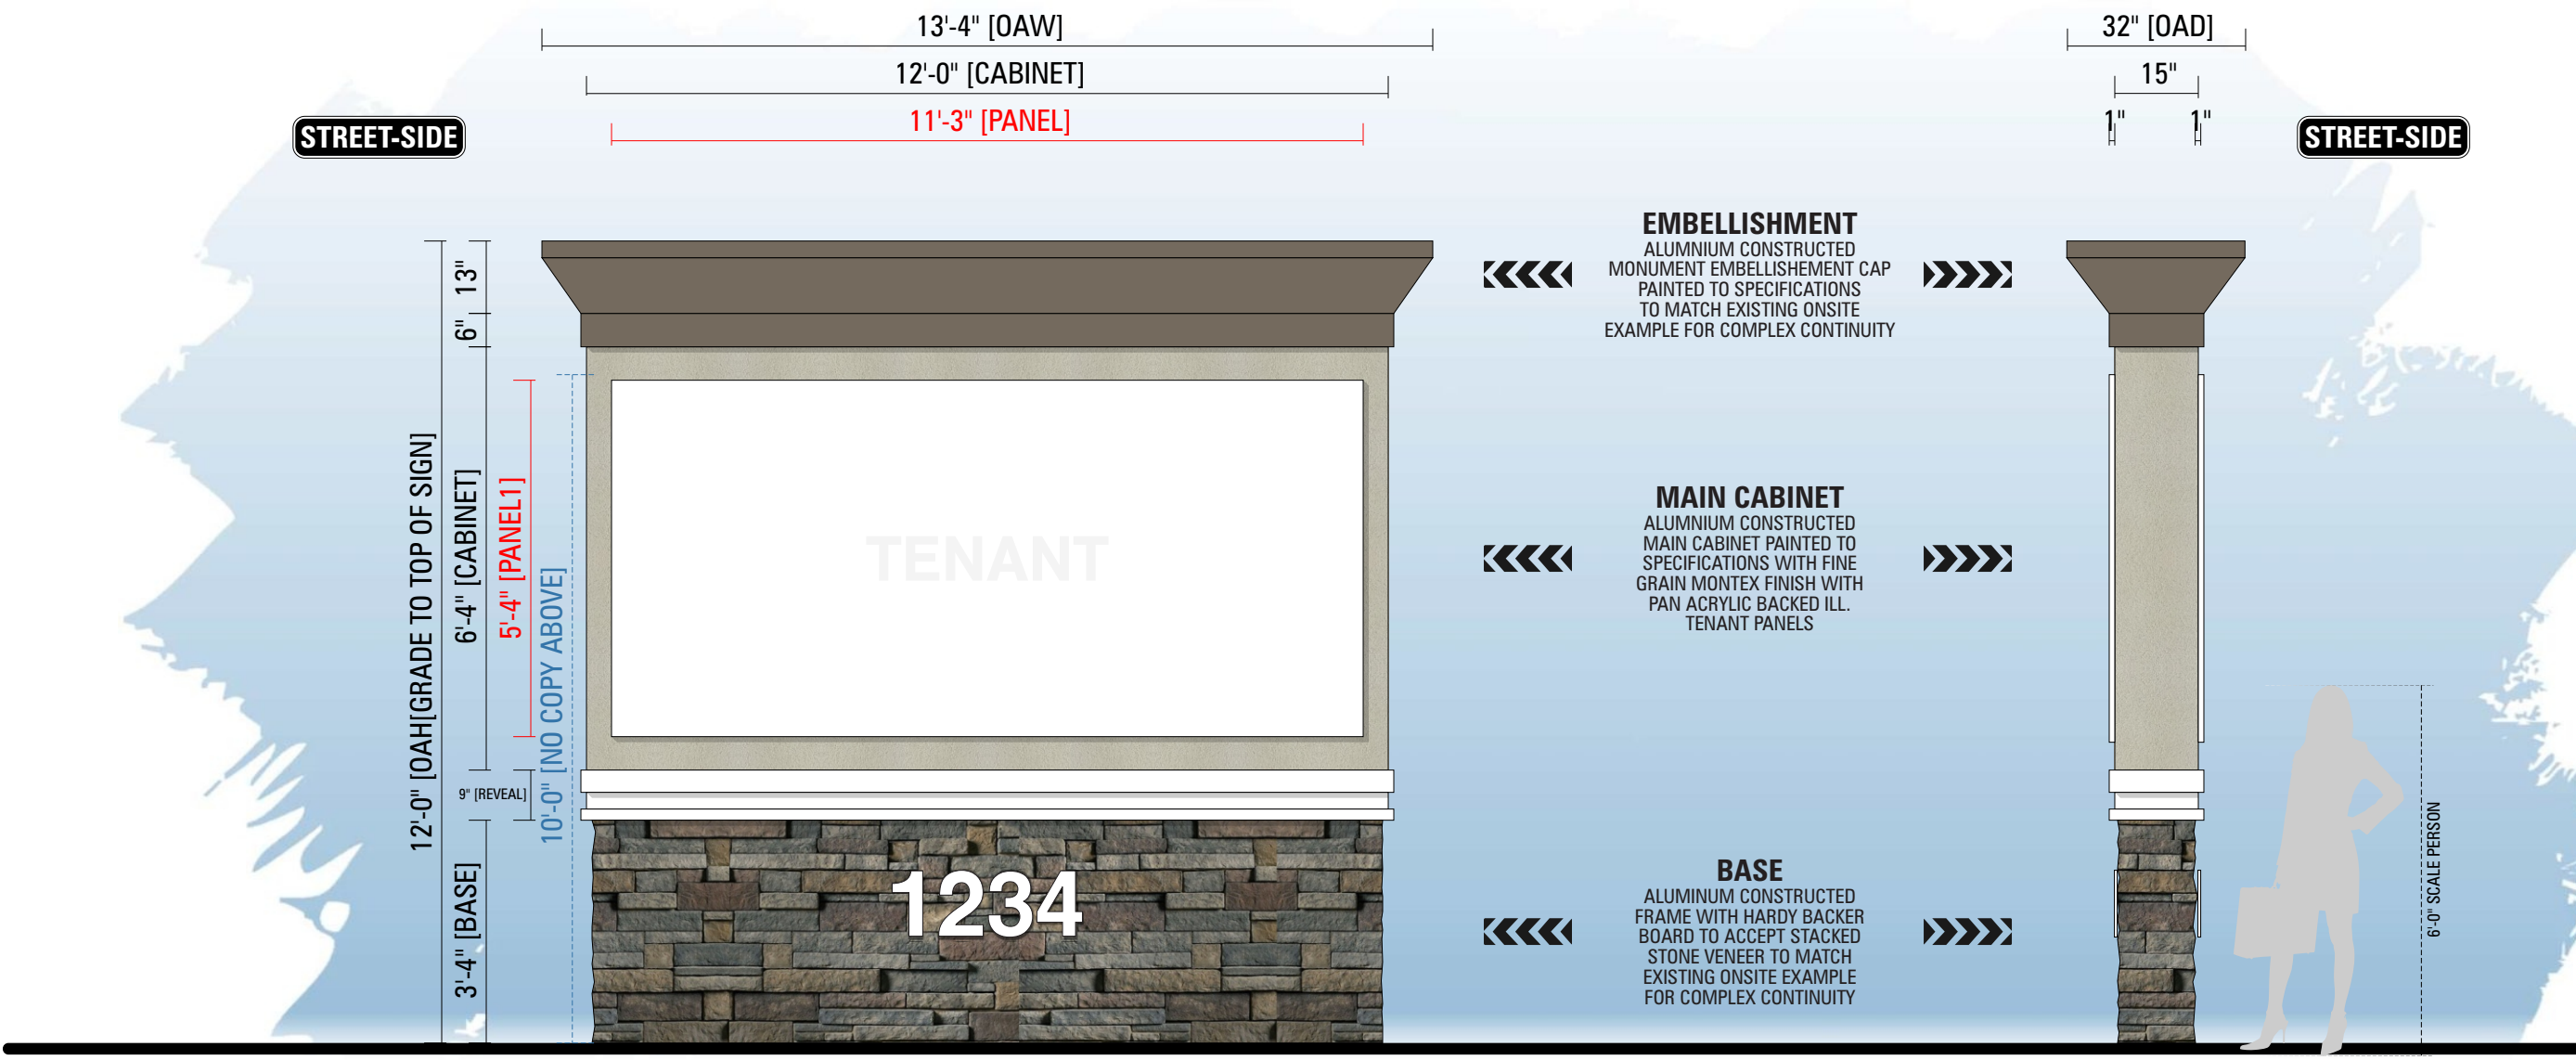 13'-4" [OAW]
12'-0" [CABINET]
11'-3" [PANEL]
32" [OAD]
15"
1"
1"
STREET-SIDE
STREET-SIDE
13"
6"
12'-0" [OAH[GRADE TO TOP OF SIGN]
6'-4" [CABINET]
5'-4" [PANEL1]
10'-0" [NO COPY ABOVE]
9" [REVEAL]
3'-4" [BASE]
TENANT
1234
EMBELLISHMENT
ALUMNIUM CONSTRUCTED
MONUMENT EMBELLISHEMENT CAP
PAINTED TO SPECIFICATIONS
TO MATCH EXISTING ONSITE
EXAMPLE FOR COMPLEX CONTINUITY
MAIN CABINET
ALUMNIUM CONSTRUCTED
MAIN CABINET PAINTED TO
SPECIFICATIONS WITH FINE
GRAIN MONTEX FINISH WITH
PAN ACRYLIC BACKED ILL.
TENANT PANELS
BASE
ALUMINUM CONSTRUCTED
FRAME WITH HARDY BACKER
BOARD TO ACCEPT STACKED
STONE VENEER TO MATCH
EXISTING ONSITE EXAMPLE
FOR COMPLEX CONTINUITY
6'-0" SCALE PERSON